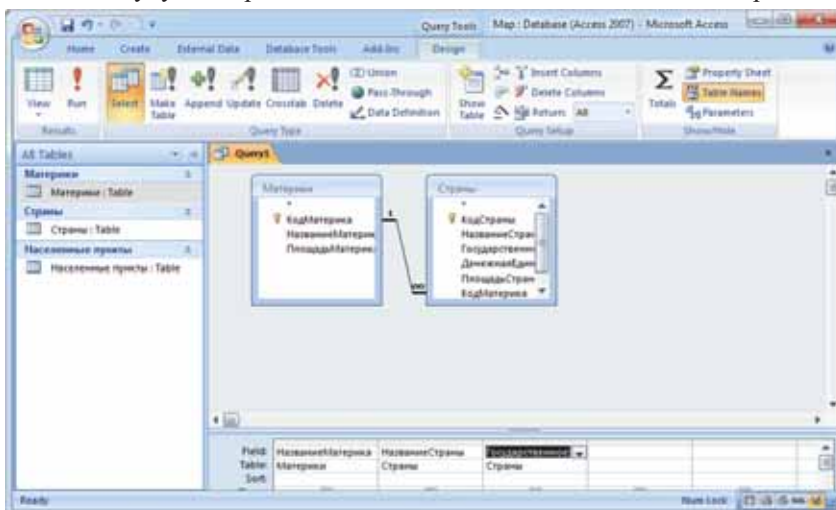 Query Tools Map : Database (Access 2007) - Microsoft Access
Home Create External Data Database Tools Add-Ins Design
View Run Select Make Table Append Update Crosstab Delete
Union
Pass-Through
Data Definition
Show Table
Insert Columns
Delete Columns
Return: All
Totals
Property Sheet
Table Names
Parameters
Results Query Type Query Setup Show/Hide
All Tables
Query1
Материки
Материки : Table
Страны
Страны : Table
Населенные пункты
Населенные пункты : Table
Материки
*
КодМатерика
НазваниеМатерик
ПлощадьМатерик
1
∞
Страны
*
КодСтраны
НазваниеСтран
Государственн
ДенежнаяЕдин
ПлощадьСтран
КодМатерика
Field: НазваниеМатерика НазваниеСтраны
Table: Материки Страны Страны
Sort:
Ready Num Lock